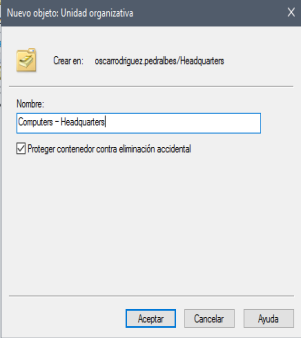 Nuevo objeto: Unidad organizativa
Crear en: oscarrodriguez.pedralbes/Headquarters
Nombre:
Computers - Headquarters
Proteger contenedor contra eliminación accidental
Aceptar Cancelar Ayuda